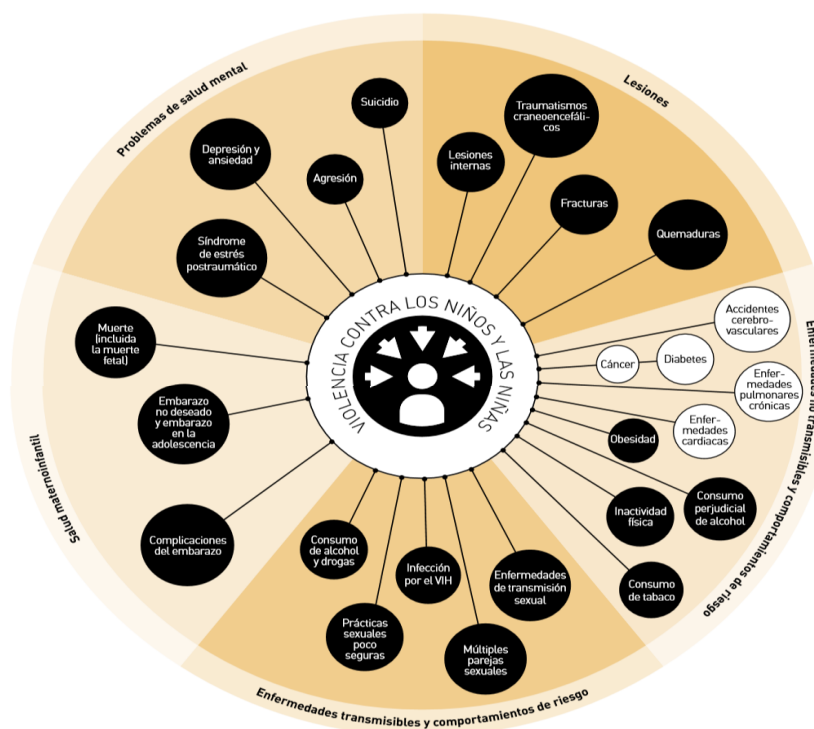 Problemas de salud mental
Suicidio
Depresión y
ansiedad
Agresión
Síndrome
de estrés
postraumático
Lesiones
Traumatismos
craneoencefáli-
cos
Lesiones
internas
Fracturas
Quemaduras
VIOLENCIA CONTRA LOS NIÑOS Y LAS NIÑAS
Enfermedades no transmisibles y comportamientos de riesgo
Accidentes
cerebro-
vasculares
Cáncer
Diabetes
Enfer-
medades
pulmonares
crónicas
Enfer-
medades
cardiacas
Obesidad
Consumo
perjudicial
de alcohol
Inactividad
física
Consumo
de tabaco
Salud maternoinfantil
Muerte
(incluida
la muerte
fetal)
Embarazo
no deseado
y embarazo
en la
adolescencia
Complicaciones
del embarazo
Enfermedades transmisibles y comportamientos de riesgo
Consumo
de alcohol
y drogas
Prácticas
sexuales
poco
seguras
Infección
por el VIH
Múltiples
parejas
sexuales
Enfermedades
de transmisión
sexual